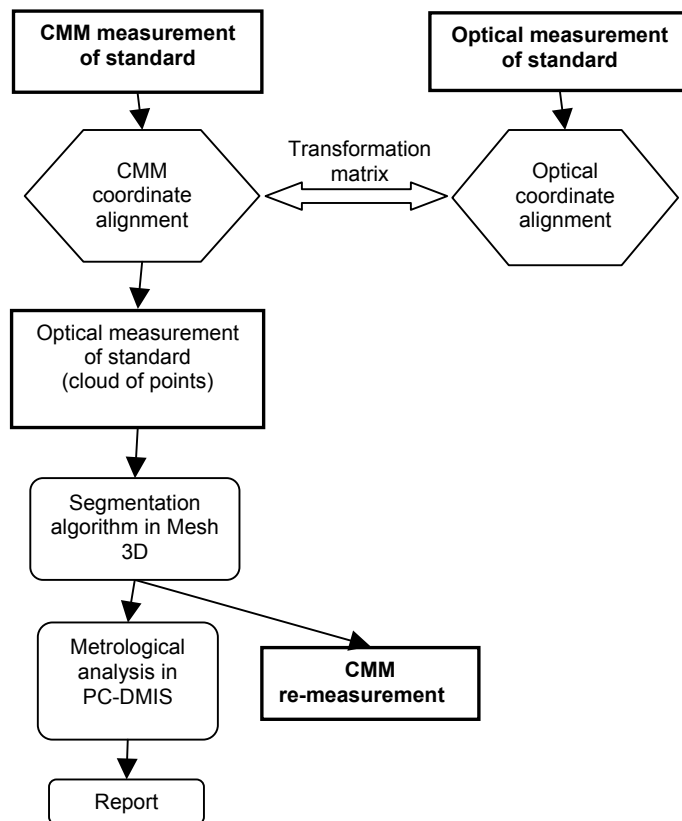 CMM measurement
of standard
Optical measurement
of standard
CMM
coordinate
alignment
Transformation
matrix
Optical
coordinate
alignment
Optical measurement
of standard
(cloud of points)
Segmentation
algorithm in Mesh
3D
Metrological
analysis in
PC-DMIS
CMM
re-measurement
Report